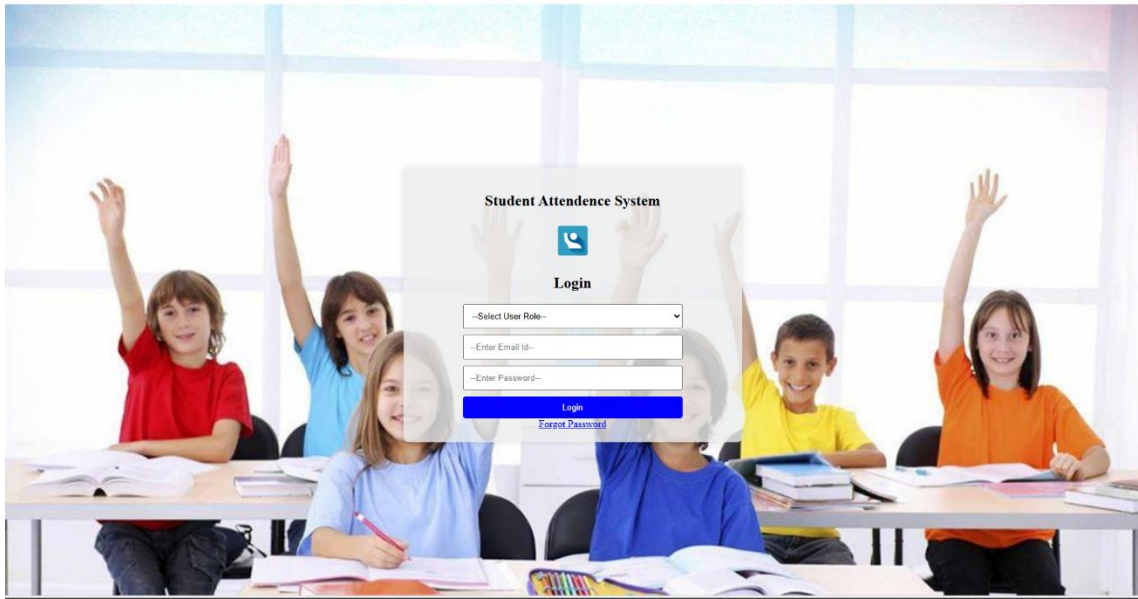 Student Attendence System
Login
--Select User Role--
--Enter Email Id--
--Enter Password--
Login
Forgot Password